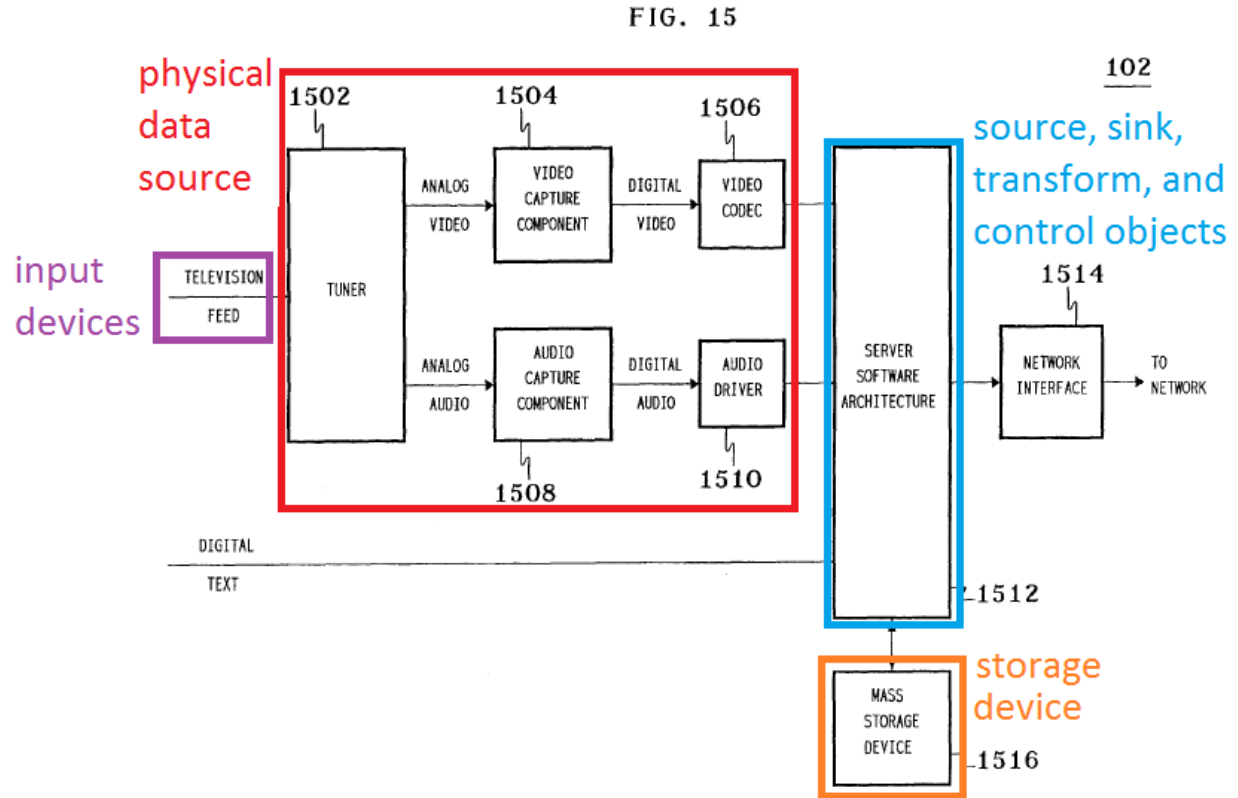 FIG. 15
physical
data
source
102
1502
1504
1506
source, sink,
transform, and
control objects
input
devices
TELEVISION
FEED
TUNER
ANALOG
VIDEO
VIDEO
CAPTURE
COMPONENT
DIGITAL
VIDEO
VIDEO
CODEC
1514
ANALOG
AUDIO
AUDIO
CAPTURE
COMPONENT
DIGITAL
AUDIO
AUDIO
DRIVER
SERVER
SOFTWARE
ARCHITECTURE
NETWORK
INTERFACE
TO
NETWORK
1508
1510
DIGITAL
TEXT
1512
storage
device
MASS
STORAGE
DEVICE
1516